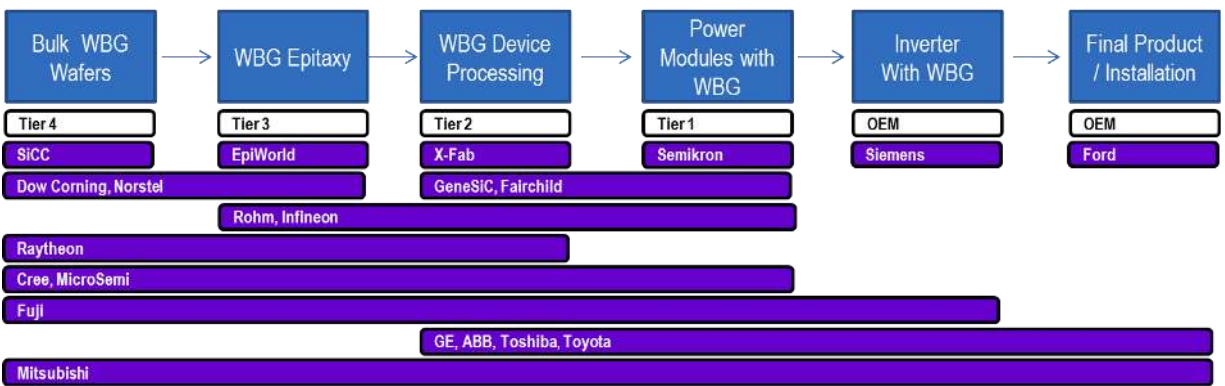 Bulk WBG
Wafers
WBG Epitaxy
WBG Device
Processing
Power
Modules with
WBG
Inverter
With WBG
Final Product
/ Installation
Tier 4
Tier 3
Tier 2
Tier 1
OEM
OEM
SiCC
EpiWorld
X-Fab
Semikron
Siemens
Ford
Dow Corning, Norstel
GeneSiC, Fairchild
Rohm, Infineon
Raytheon
Cree, MicroSemi
Fuji
GE, ABB, Toshiba, Toyota
Mitsubishi